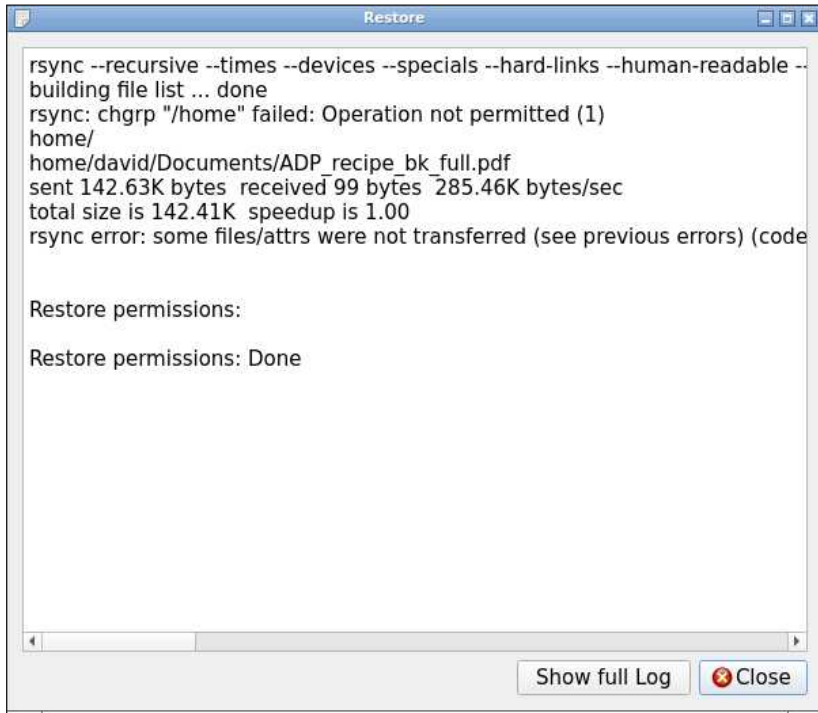 Restore
rsync --recursive --times --devices --specials --hard-links --human-readable --
building file list ... done
rsync: chgrp "/home" failed: Operation not permitted (1)
home/
home/david/Documents/ADP_recipe_bk_full.pdf
sent 142.63K bytes  received 99 bytes  285.46K bytes/sec
total size is 142.41K  speedup is 1.00
rsync error: some files/attrs were not transferred (see previous errors) (code
Restore permissions:
Restore permissions: Done
Show full Log
Close